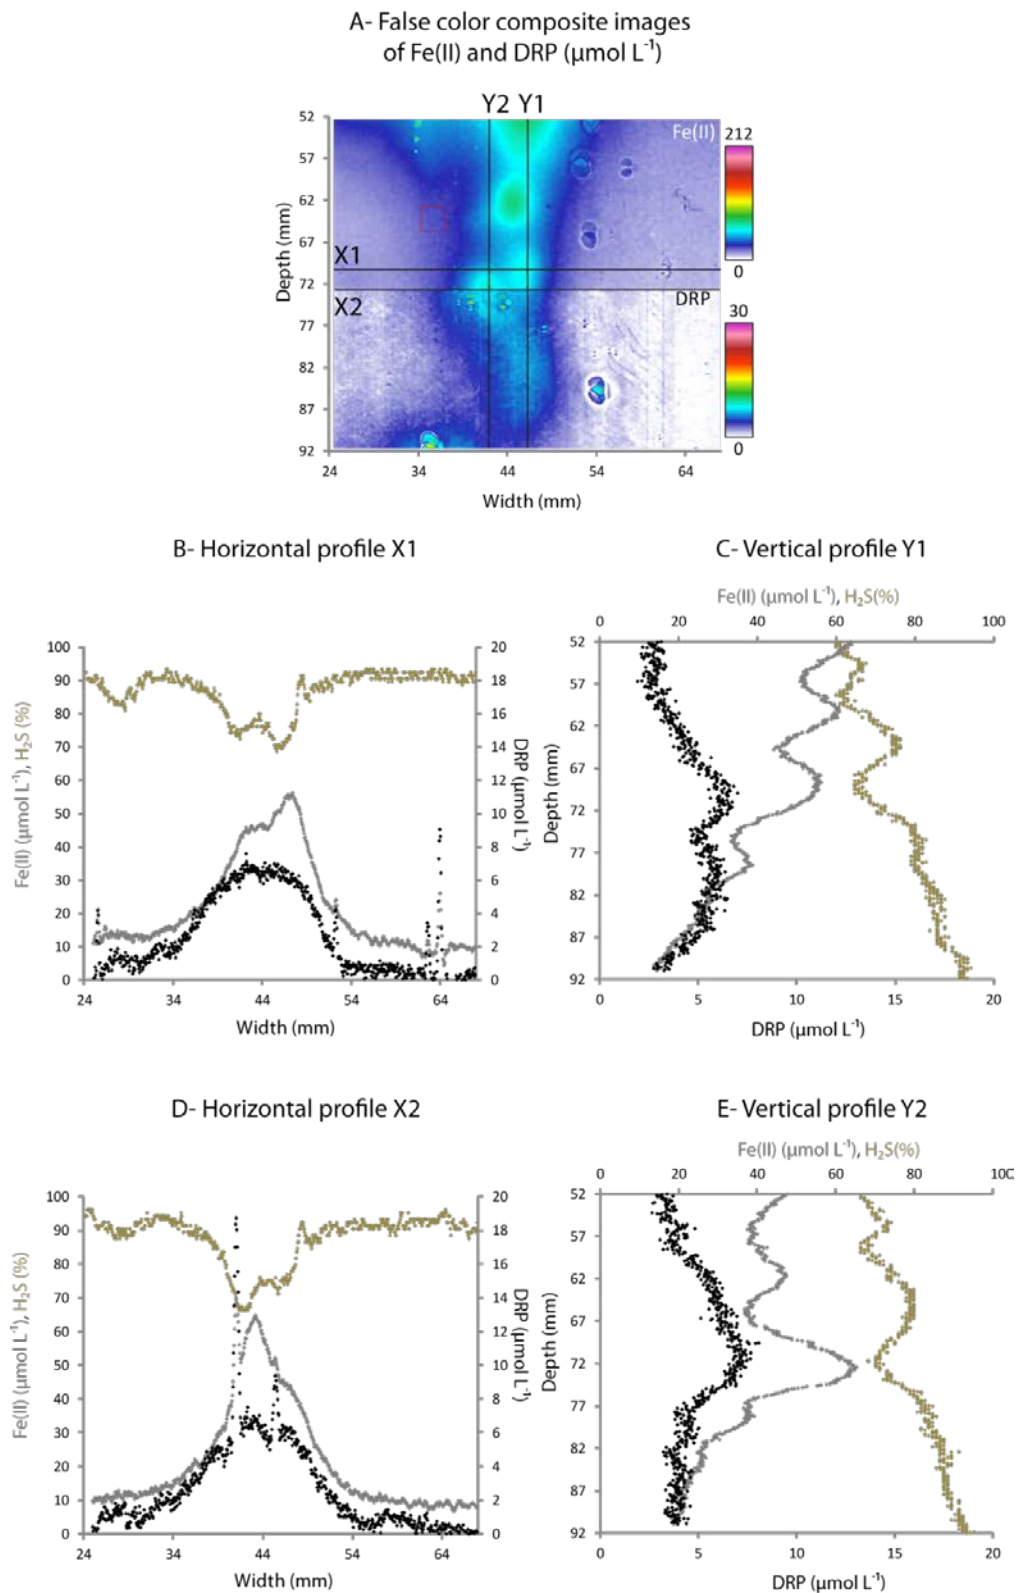 A- False color composite images
of Fe(II) and DRP (µmol L⁻¹)
Y2 Y1
52
57
62
67
72
77
82
87
92
Depth (mm)
Fe(II)
212
0
X1
X2
DRP
30
0
24 34 44 54 64
Width (mm)
B- Horizontal profile X1
100
90
80
70
60
50
40
30
20
10
0
Fe(II) (µmol L⁻¹), H₂S (%)
20
18
16
14
12
10
8
6
4
2
0
DRP (µmol L⁻¹)
24 34 44 54 64
Width (mm)
C- Vertical profile Y1
Fe(II) (µmol L⁻¹), H₂S(%)
0 20 40 60 80 100
52
57
62
67
72
77
82
87
92
Depth (mm)
0 5 10 15 20
DRP (µmol L⁻¹)
D- Horizontal profile X2
100
90
80
70
60
50
40
30
20
10
0
Fe(II) (µmol L⁻¹), H₂S (%)
20
18
16
14
12
10
8
6
4
2
0
DRP (µmol L⁻¹)
24 34 44 54 64
Width (mm)
E- Vertical profile Y2
Fe(II) (µmol L⁻¹), H₂S(%)
0 20 40 60 80 100
52
57
62
67
72
77
82
87
92
Depth (mm)
0 5 10 15 20
DRP (µmol L⁻¹)